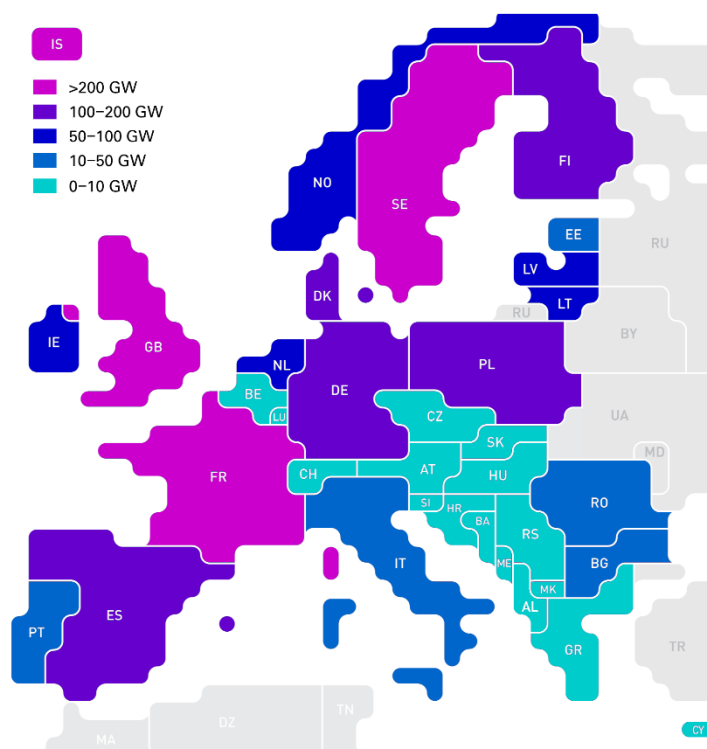 IS
>200 GW
100–200 GW
50–100 GW
10–50 GW
0–10 GW
NO
SE
FI
EE
RU
LV
LT
RU
BY
DK
IE
GB
NL
BE
LU
DE
PL
CZ
UA
SK
MD
FR
CH
AT
HU
SI
HR
BA
RS
RO
IT
ME
BG
MK
AL
PT
ES
GR
TR
TN
DZ
MA
CY